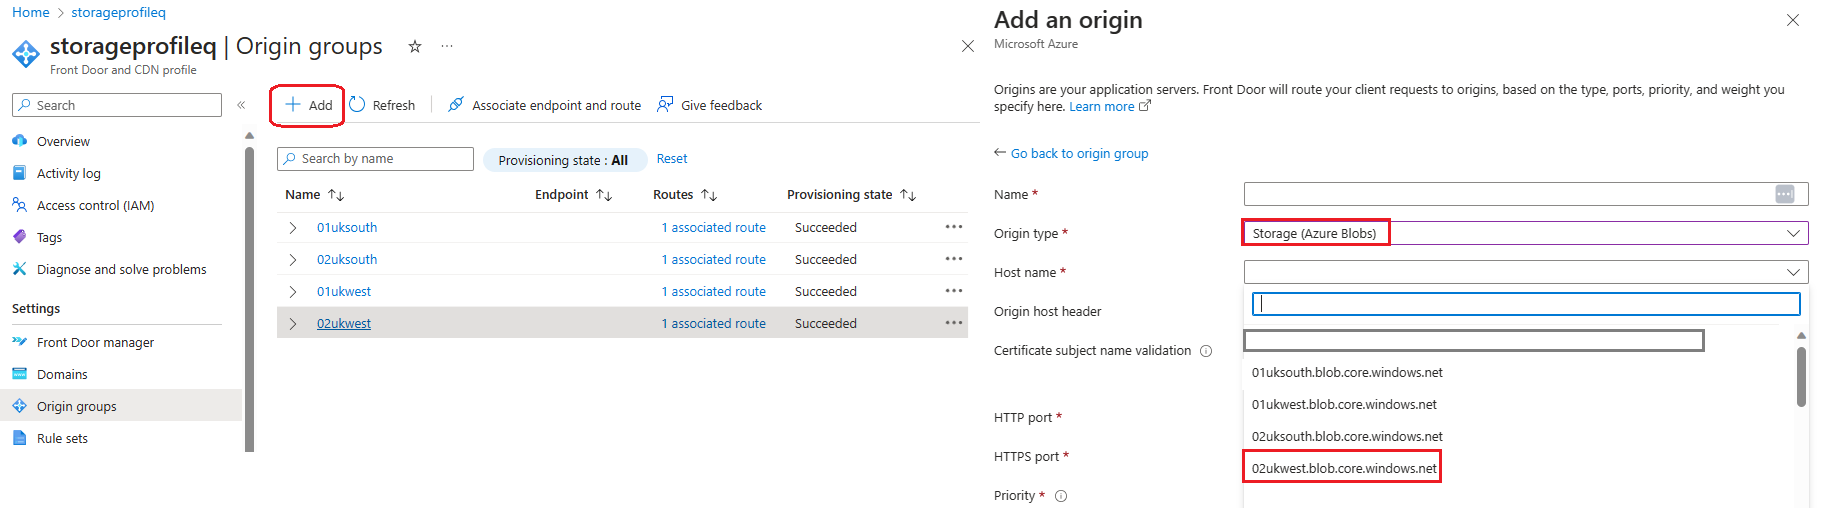 Home > storageprofileq
storageprofileq | Origin groups
Front Door and CDN profile
Search
Overview
Activity log
Access control (IAM)
Tags
Diagnose and solve problems
Settings
Front Door manager
Domains
Origin groups
Rule sets
Add Refresh Associate endpoint and route Give feedback
Search by name Provisioning state : All Reset
Name Endpoint Routes Provisioning state
01uksouth 1 associated route Succeeded
02uksouth 1 associated route Succeeded
01ukwest 1 associated route Succeeded
02ukwest 1 associated route Succeeded
Add an origin
Microsoft Azure
Origins are your application servers. Front Door will route your client requests to origins, based on the type, ports, priority, and weight you
specify here. Learn more
Go back to origin group
Name *
Origin type * Storage (Azure Blobs)
Host name *
Origin host header
Certificate subject name validation
HTTP port *
HTTPS port *
Priority *
01uksouth.blob.core.windows.net
01ukwest.blob.core.windows.net
02uksouth.blob.core.windows.net
02ukwest.blob.core.windows.net